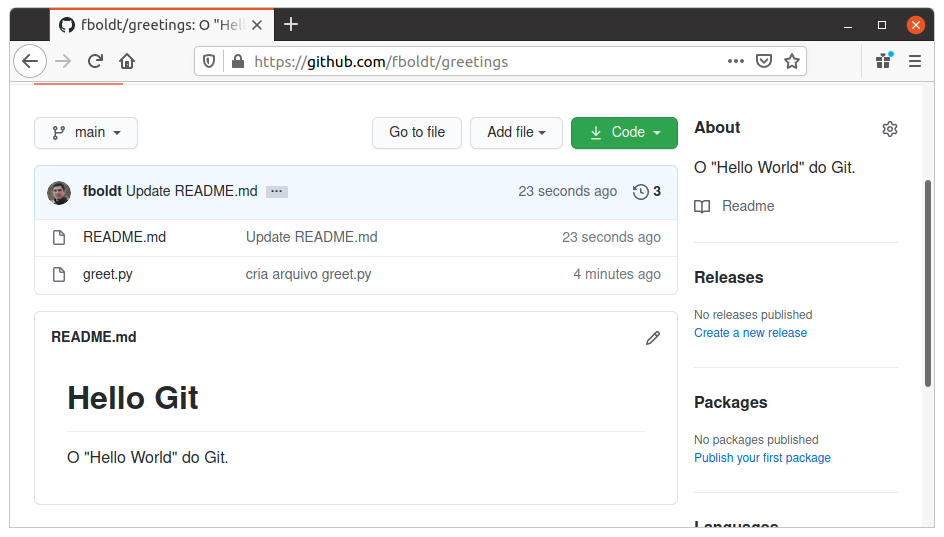 fboldt/greetings: O "Hell
https://github.com/fboldt/greetings
main
Go to file
Add file
Code
fboldt Update README.md
23 seconds ago
3
README.md Update README.md 23 seconds ago
greet.py cria arquivo greet.py 4 minutes ago
README.md
Hello Git
O "Hello World" do Git.
About
O "Hello World" do Git.
Readme
Releases
No releases published
Create a new release
Packages
No packages published
Publish your first package
Languages